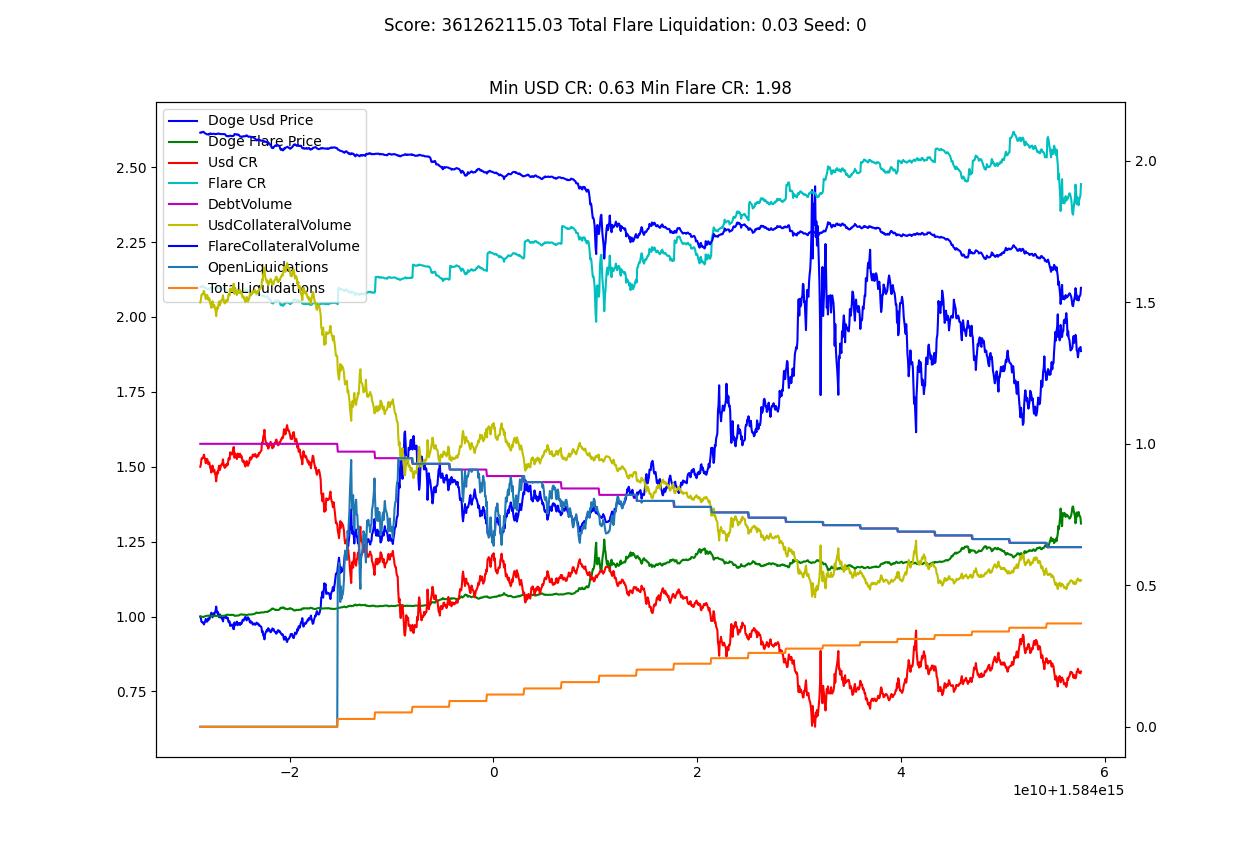 Score: 361262115.03 Total Flare Liquidation: 0.03 Seed: 0
Min USD CR: 0.63 Min Flare CR: 1.98
Doge Usd Price
Doge Flare Price
Usd CR
Flare CR
DebtVolume
UsdCollateralVolume
FlareCollateralVolume
OpenLiquidations
TotalLiquidations
2.50
2.25
2.00
1.75
1.50
1.25
1.00
0.75
2.0
1.5
1.0
0.5
0.0
−2 0 2 4 6
1e10+1.584e15